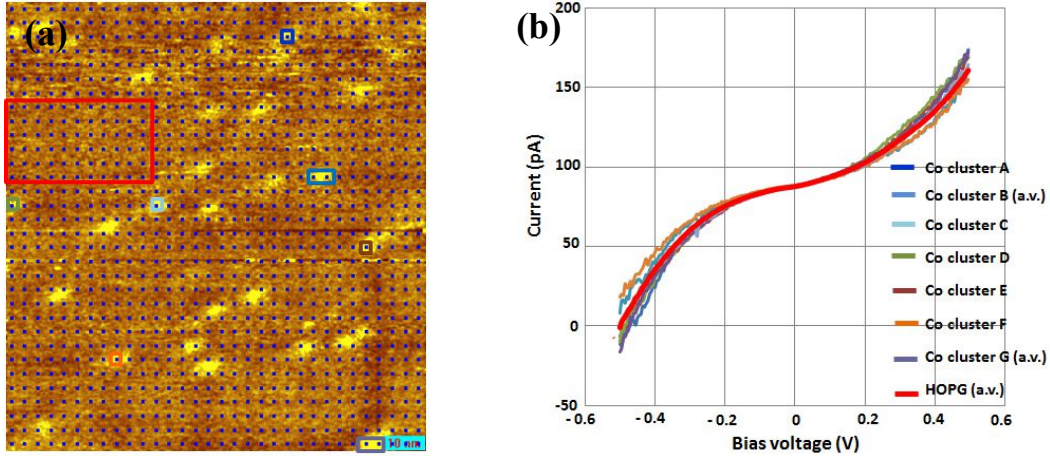 (a)
10 nm
(b)
200
150
100
50
0
-50
Current (pA)
- 0.6
- 0.4
- 0.2
0
0.2
0.4
0.6
Bias voltage (V)
Co cluster A
Co cluster B (a.v.)
Co cluster C
Co cluster D
Co cluster E
Co cluster F
Co cluster G (a.v.)
HOPG (a.v.)